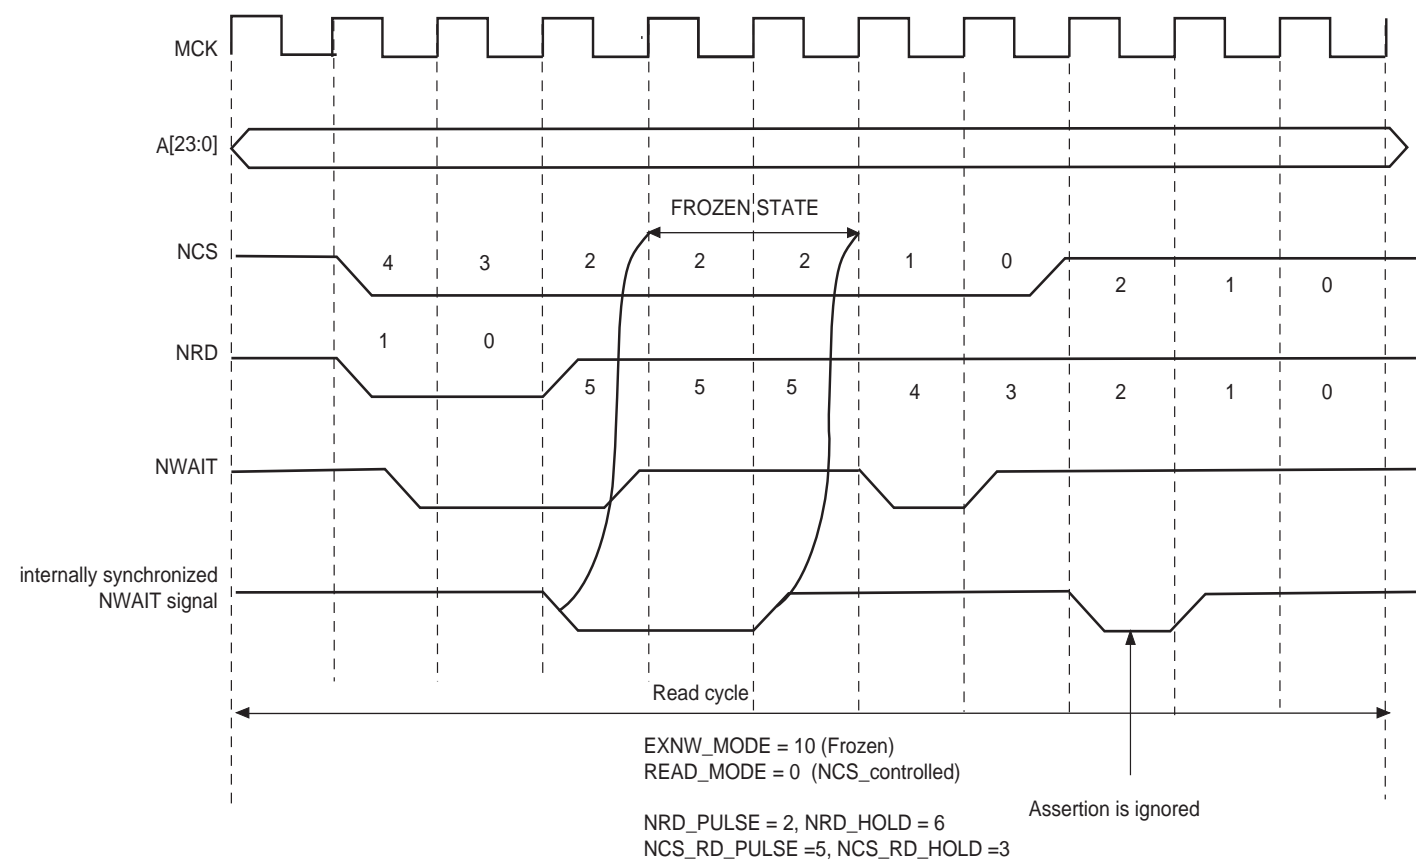 MCK
A[23:0]
FROZEN STATE
NCS
4 3 2 2 2 1 0
2 1 0
1 0
NRD
5 5 5 4 3 2 1 0
NWAIT
internally synchronized
NWAIT signal
Read cycle
EXNW_MODE = 10 (Frozen)
READ_MODE = 0 (NCS_controlled)
Assertion is ignored
NRD_PULSE = 2, NRD_HOLD = 6
NCS_RD_PULSE =5, NCS_RD_HOLD =3